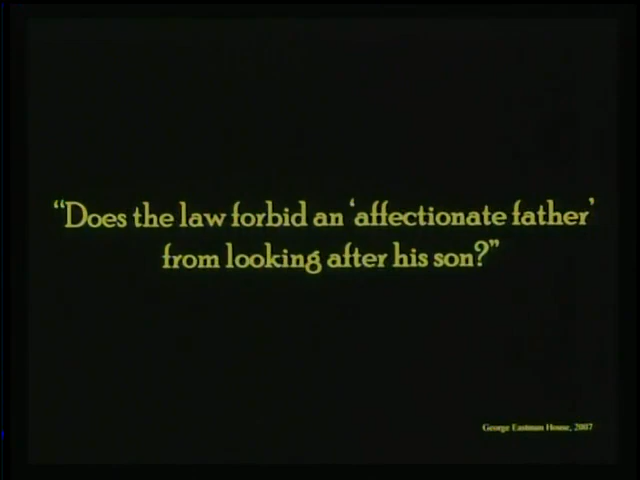 “Does the law forbid an ‘affectionate father’
from looking after his son?”
George Eastman House, 2007